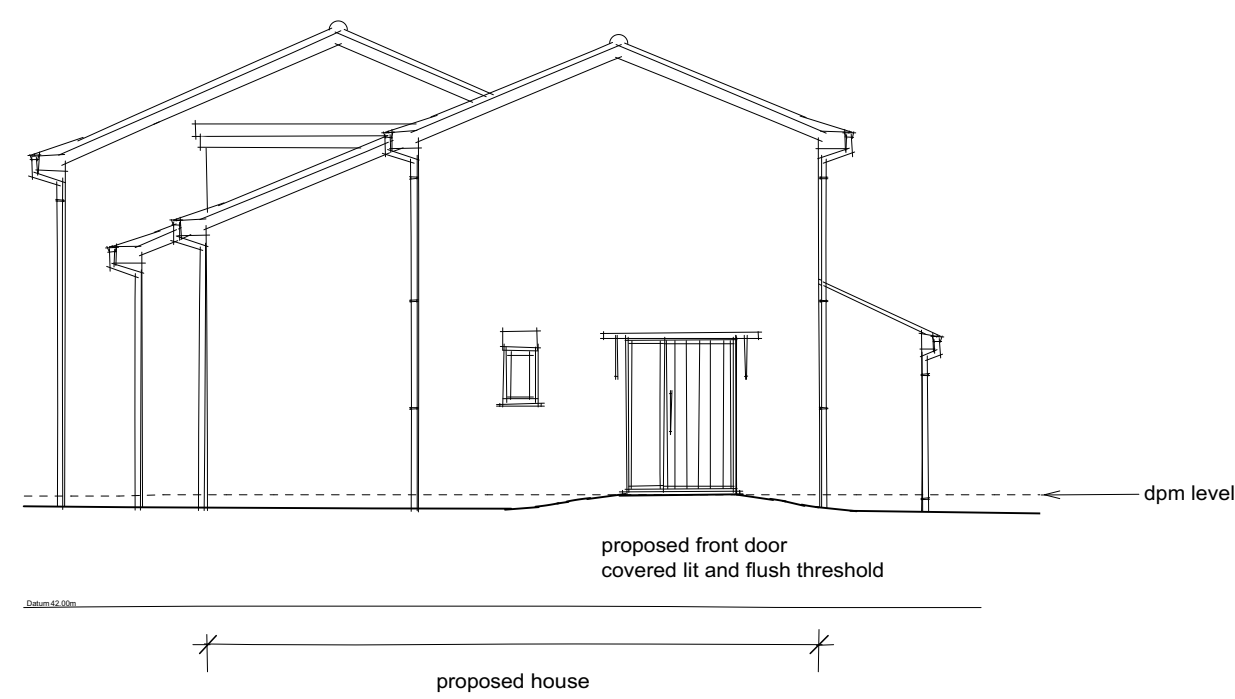 dpm level
proposed front door
covered lit and flush threshold
Datum 42.00m
proposed house